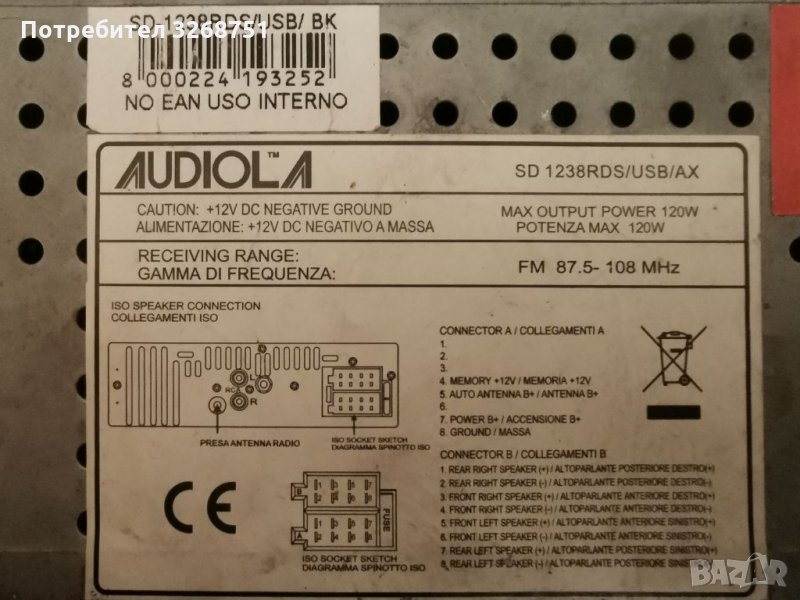 Потребител 3268751
SD-1238RDS/USB/ BK
8 000224 193252
NO EAN USO INTERNO
AUDIOLA™
SD 1238RDS/USB/AX
CAUTION: +12V DC NEGATIVE GROUND
ALIMENTAZIONE: +12V DC NEGATIVO A MASSA
MAX OUTPUT POWER 120W
POTENZA MAX 120W
RECEIVING RANGE:
GAMMA DI FREQUENZA:
FM 87.5- 108 MHz
ISO SPEAKER CONNECTION
COLLEGAMENTI ISO
L
RCA
R
PRESA ANTENNA RADIO
ISO SOCKET SKETCH
DIAGRAMMA SPINOTTO ISO
CONNECTOR A / COLLEGAMENTI A
1.
2.
3.
4. MEMORY +12V / MEMORIA +12V
5. AUTO ANTENNA B+ / ANTENNA B+
6.
7. POWER B+ / ACCENSIONE B+
8. GROUND / MASSA
CONNECTOR B / COLLEGAMENTI B
1. REAR RIGHT SPEAKER (+) / ALTOPARLANTE POSTERIORE DESTRO(+)
2. REAR RIGHT SPEAKER (-) / ALTOPARLANTE POSTERIORE DESTRO(-)
3. FRONT RIGHT SPEAKER (+) / ALTOPARLANTE ANTERIORE DESTRO(+)
4. FRONT RIGHT SPEAKER (-) / ALTOPARLANTE ANTERIORE DESTRO(-)
5. FRONT LEFT SPEAKER (+) / ALTOPARLANTE ANTERIORE SINISTRO(+)
6. FRONT LEFT SPEAKER (-) / ALTOPARLANTE ANTERIORE SINISTRO(-)
7. REAR LEFT SPEAKER (+) / ALTOPARLANTE POSTERIORE SINISTRO(+)
8. REAR LEFT SPEAKER (-) / ALTOPARLANTE POSTERIORE SINISTRO(-)
CE
B
A
FUSE
ISO SOCKET SKETCH
DIAGRAMMA SPINOTTO ISO
BAZAR